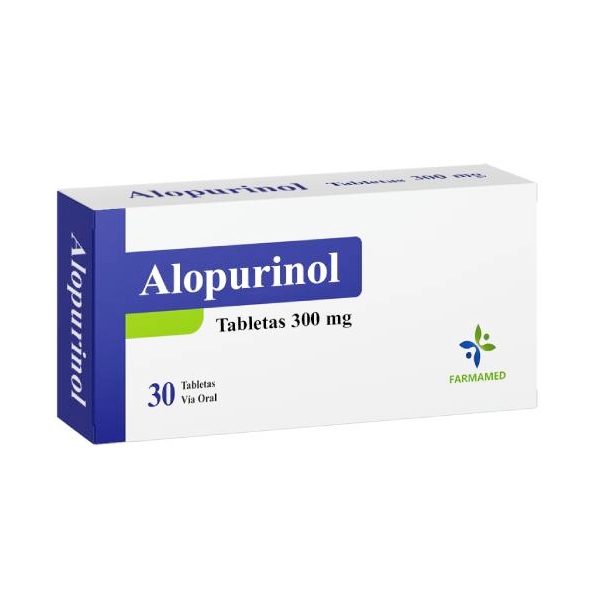 Alopurinol Tabletas 300 mg
Alopurinol
Alopurinol
Tabletas 300 mg
30 Tabletas
Vía Oral
FARMAMED